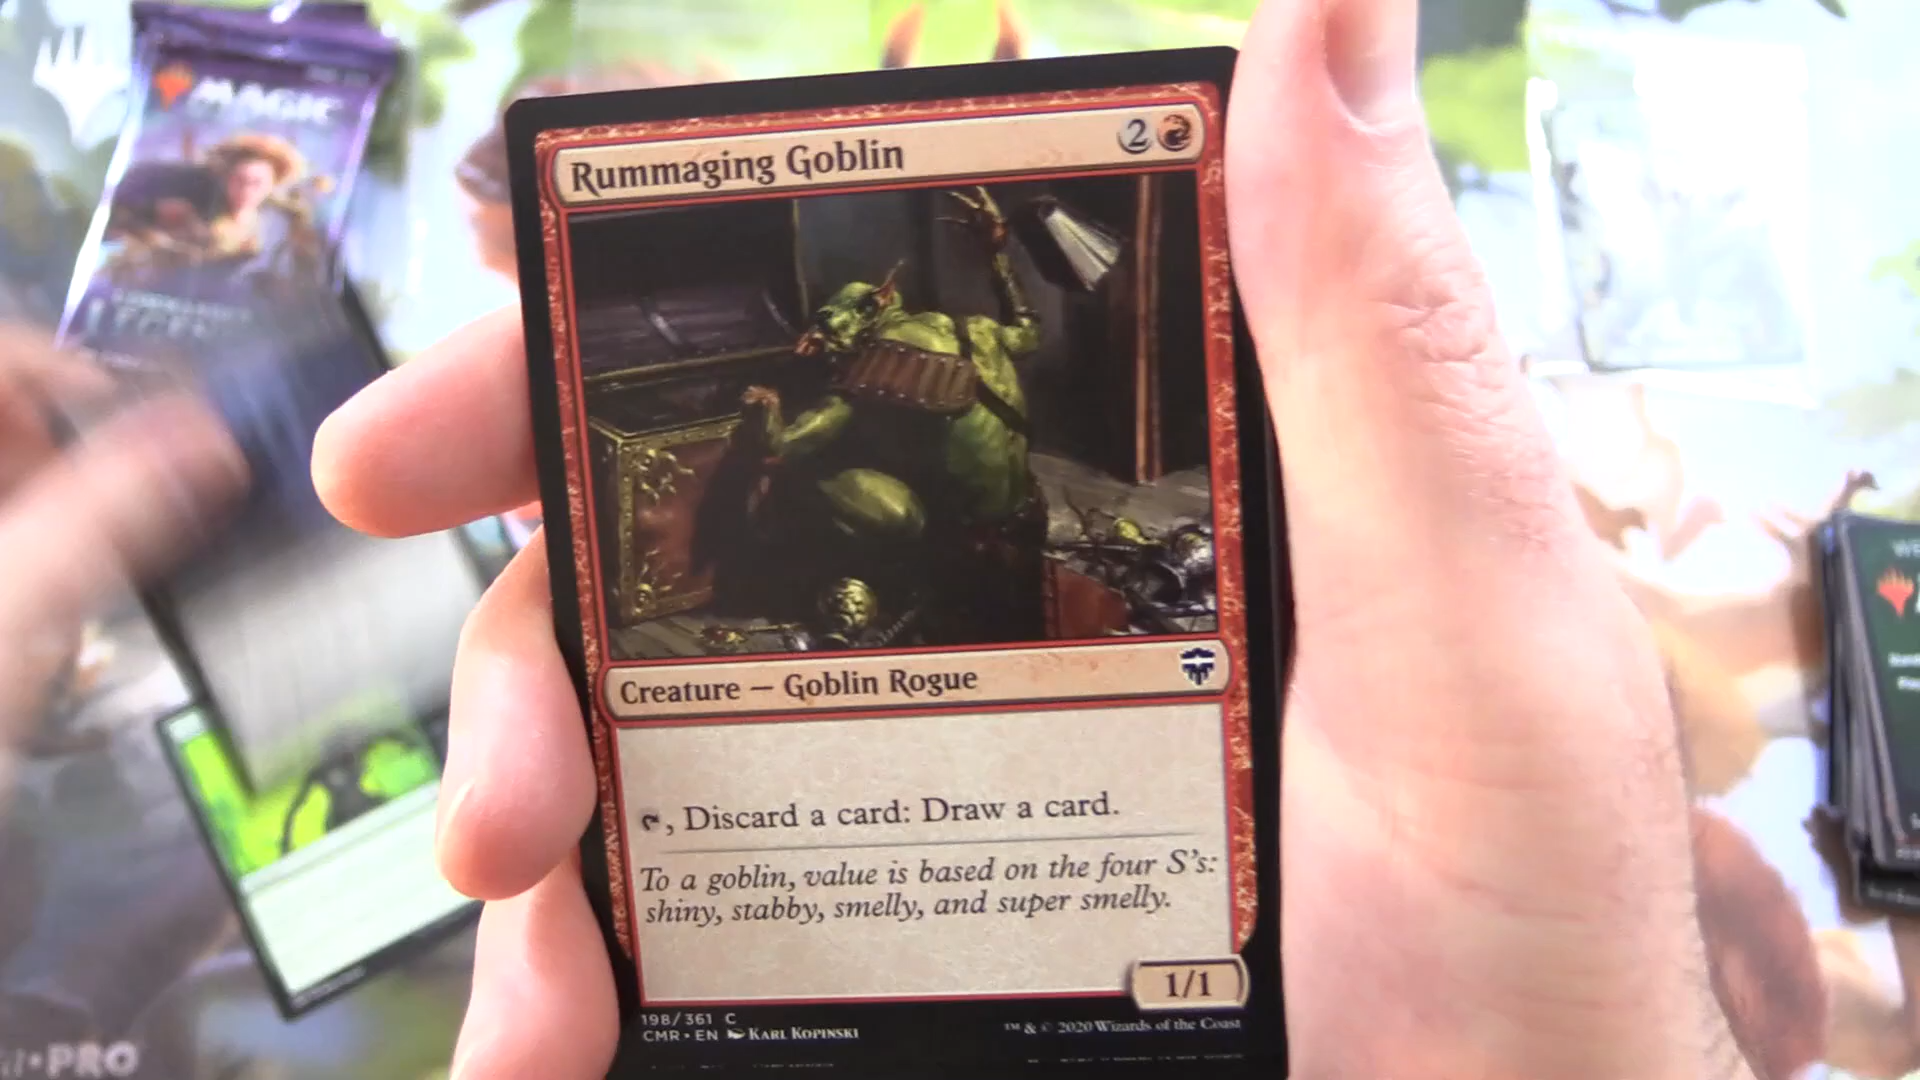 MAGIC
LEGEN
Rummaging Goblin
2
Creature — Goblin Rogue
, Discard a card: Draw a card.
To a goblin, value is based on the four S's:
shiny, stabby, smelly, and super smelly.
1/1
198/361 C
CMR • EN KARL KOPINSKI
™ & © 2020 Wizards of the Coast
•PRO